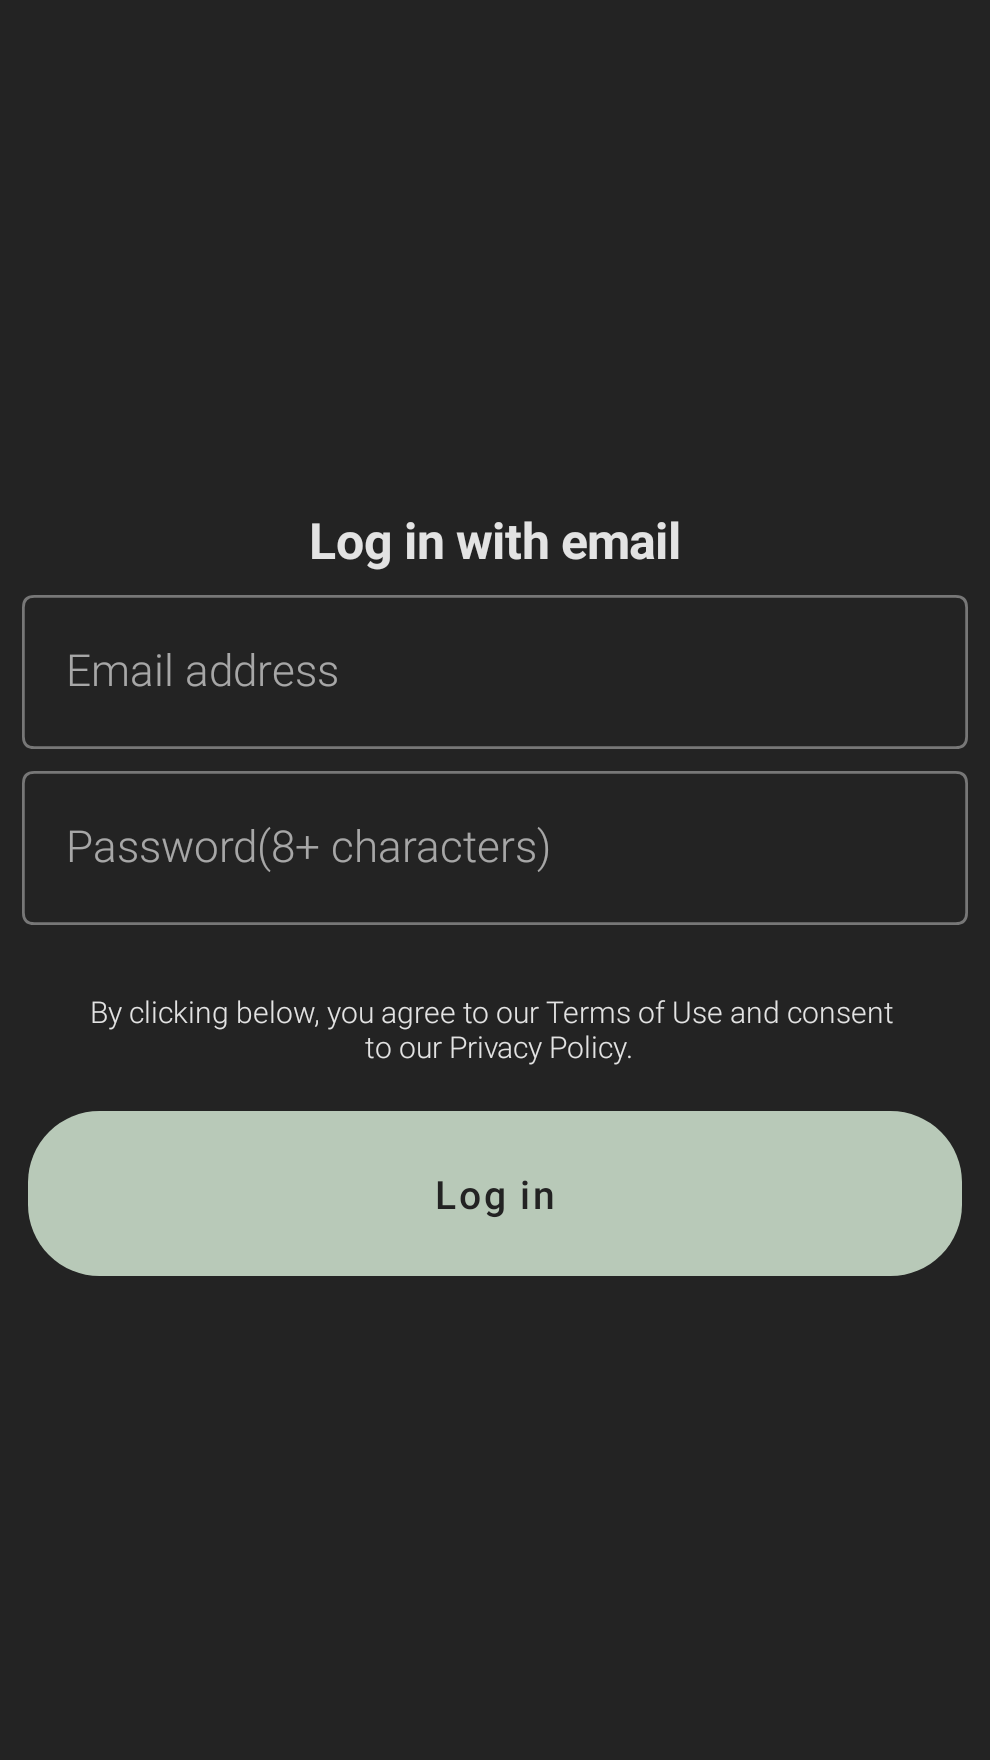 Log in with email
Email address
Password(8+ characters)
By clicking below, you agree to our Terms of Use and consent
to our Privacy Policy.
Log in